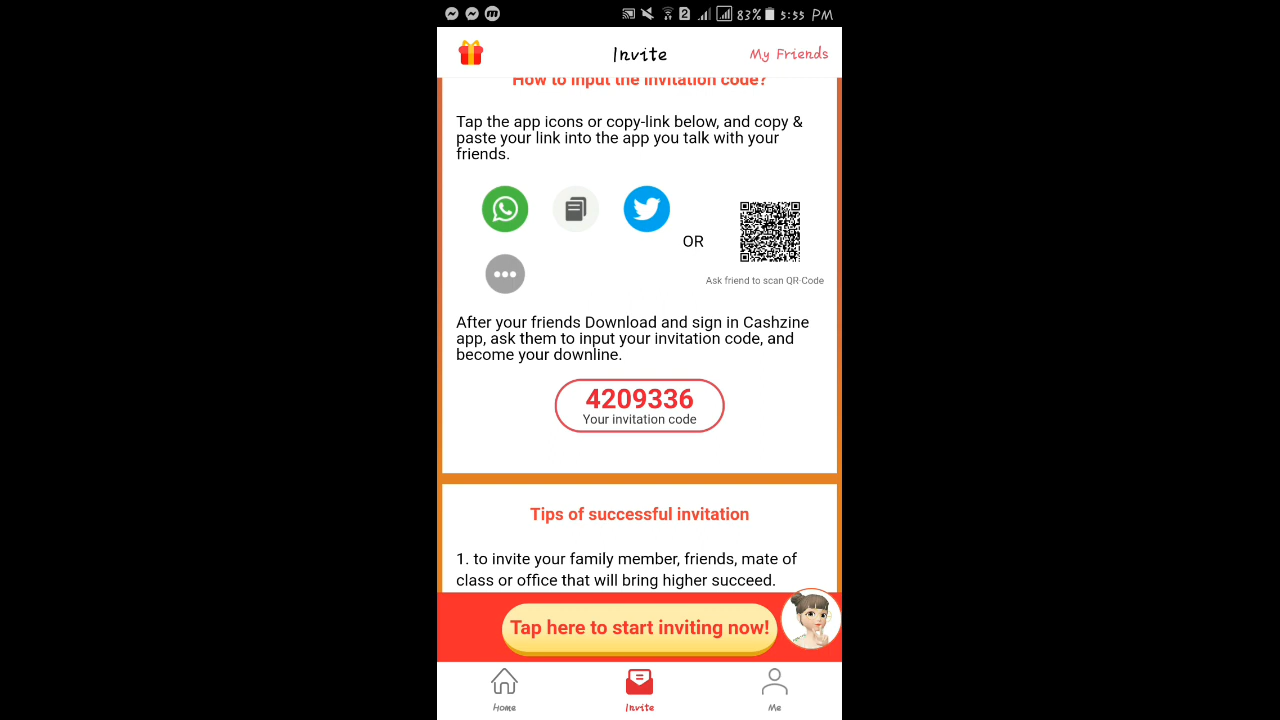 2 83% 5:55 PM
Invite
My Friends
How to input the invitation code?
Tap the app icons or copy-link below, and copy &
paste your link into the app you talk with your
friends.
OR
Ask friend to scan QR-Code
After your friends Download and sign in Cashzine
app, ask them to input your invitation code, and
become your downline.
4209336
Your invitation code
Tips of successful invitation
1. to invite your family member, friends, mate of
class or office that will bring higher succeed.
Tap here to start inviting now!
Home
Invite
Me